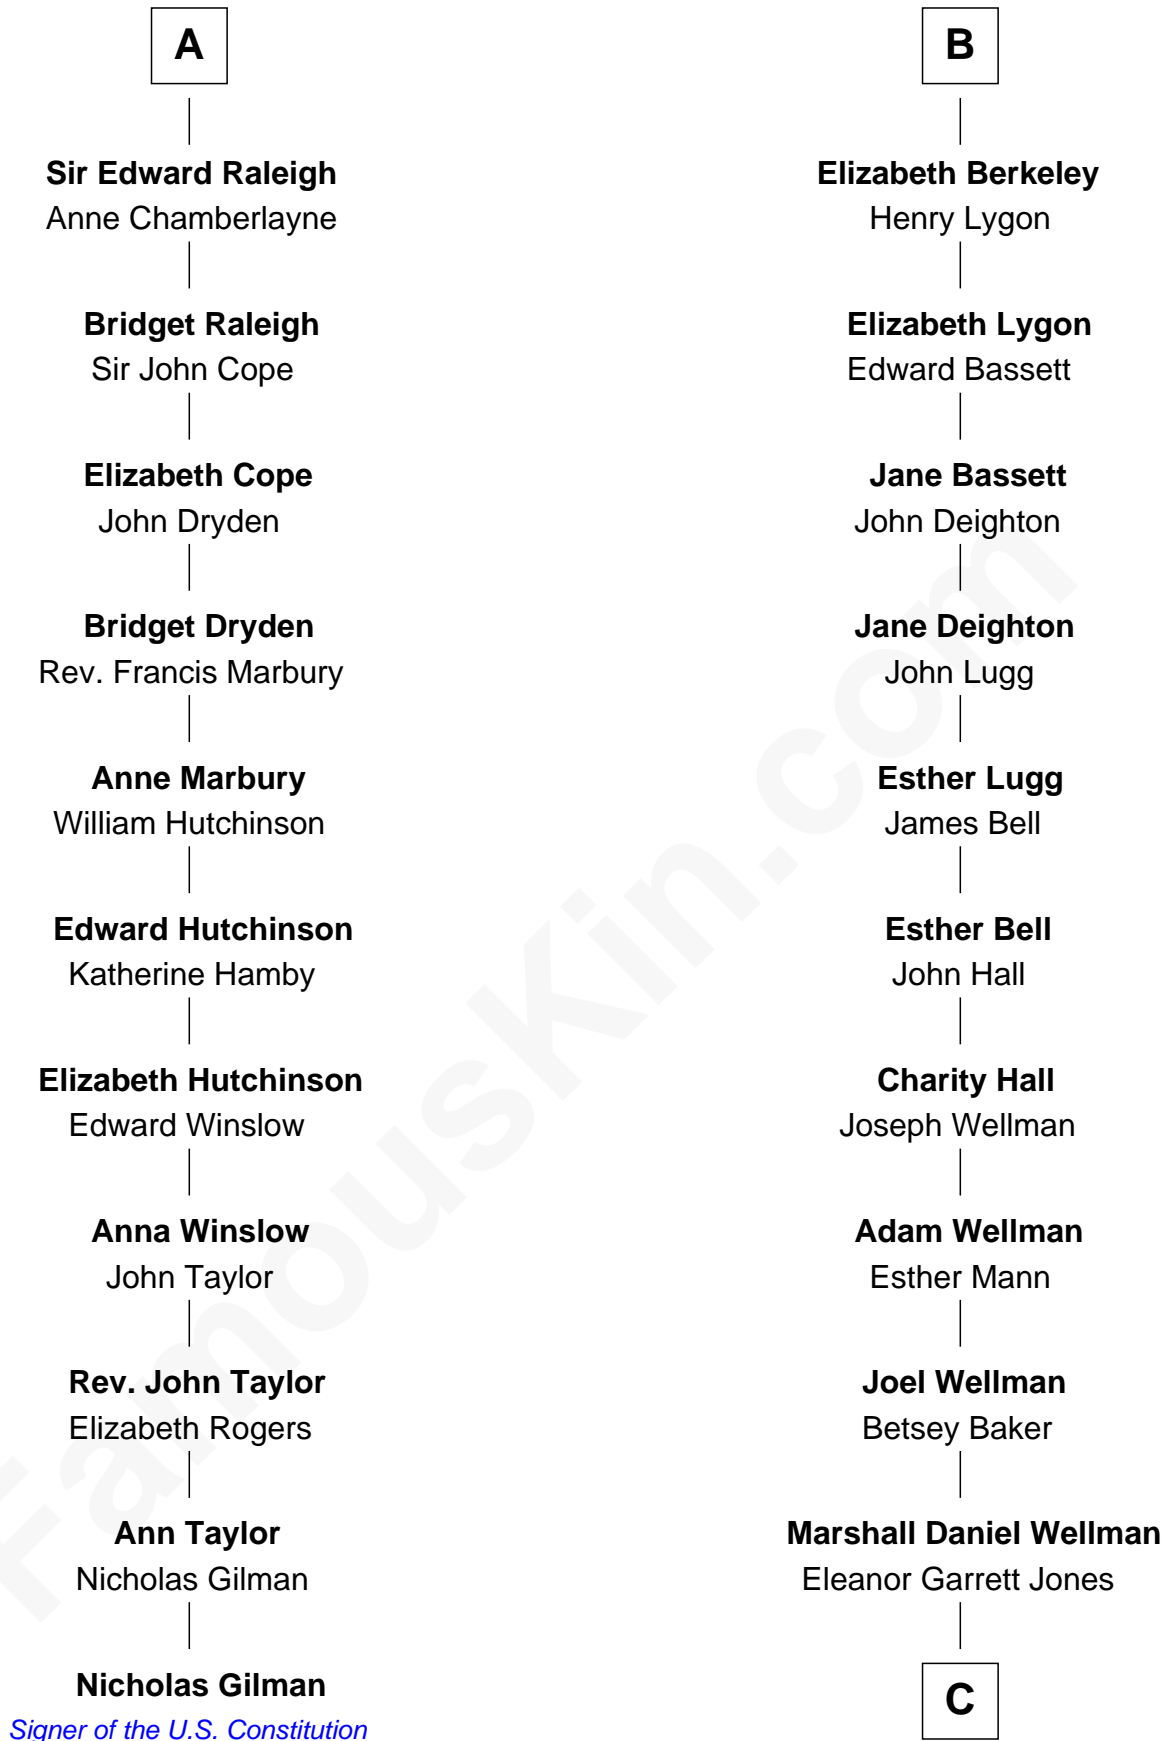 A
Sir Edward Raleigh
Anne Chamberlayne
Bridget Raleigh
Sir John Cope
Elizabeth Cope
John Dryden
Bridget Dryden
Rev. Francis Marbury
Anne Marbury
William Hutchinson
Edward Hutchinson
Katherine Hamby
Elizabeth Hutchinson
Edward Winslow
Anna Winslow
John Taylor
Rev. John Taylor
Elizabeth Rogers
Ann Taylor
Nicholas Gilman
Nicholas Gilman
Signer of the U.S. Constitution
B
Elizabeth Berkeley
Henry Lygon
Elizabeth Lygon
Edward Bassett
Jane Bassett
John Deighton
Jane Deighton
John Lugg
Esther Lugg
James Bell
Esther Bell
John Hall
Charity Hall
Joseph Wellman
Adam Wellman
Esther Mann
Joel Wellman
Betsey Baker
Marshall Daniel Wellman
Eleanor Garrett Jones
C
FamousKin.com